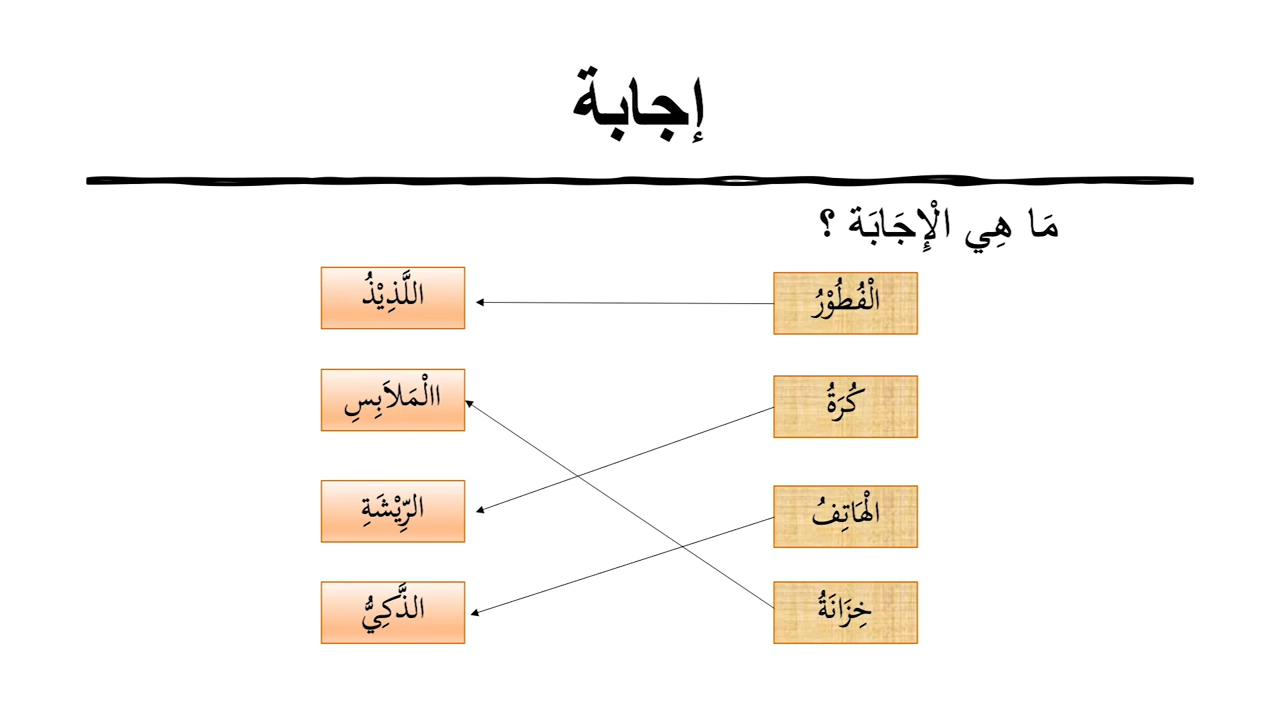 إجابة
مَا هِي الْإِجَابَة ؟
الْفُطُوْرُ
اللَّذِيْذُ
كُرَةُ
االْمَلاَبِسِ
الْهَاتِفُ
الرِّيْشَةِ
خِزَانَةُ
الذَّكِيُّ